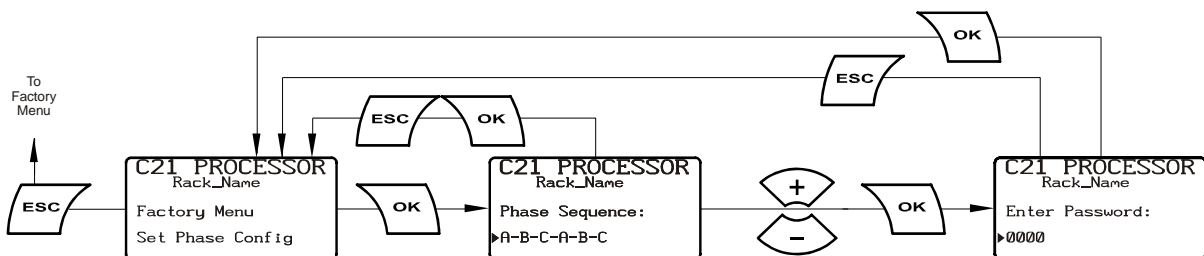 OK
ESC
To
Factory
Menu
ESC
OK
ESC
C21 PROCESSOR
Rack_Name
Factory Menu
Set Phase Config
OK
C21 PROCESSOR
Rack_Name
Phase Sequence:
▶A-B-C-A-B-C
+
-
OK
C21 PROCESSOR
Rack_Name
Enter Password:
▶0000